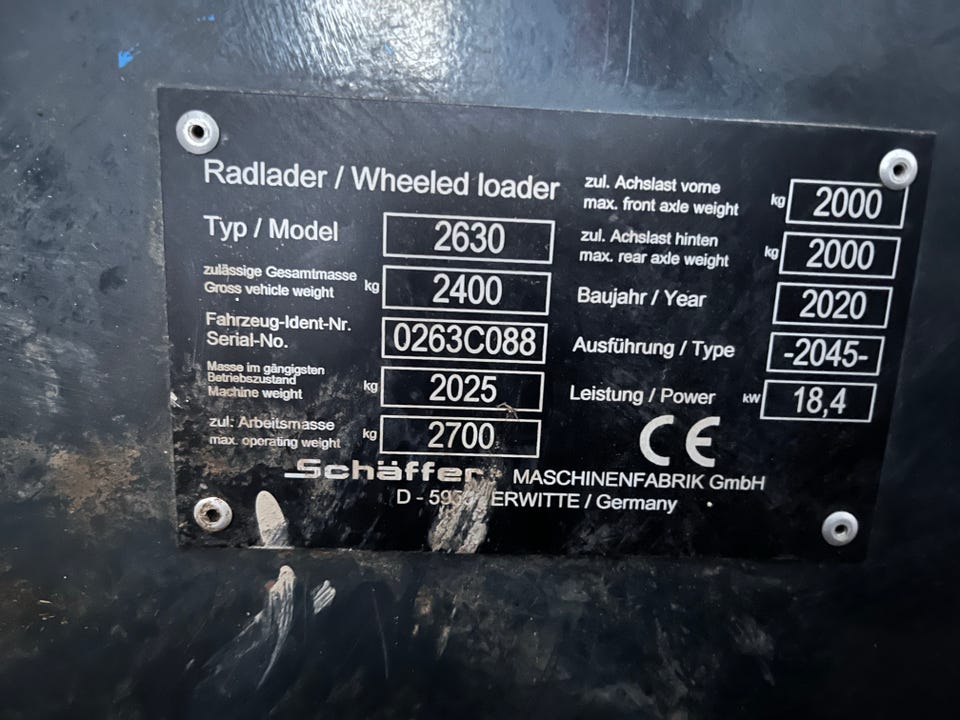 Radlader / Wheeled loader
Typ / Model 2630
zulässige Gesamtmasse
Gross vehicle weight kg 2400
Fahrzeug-Ident-Nr.
Serial-No. 0263C088
Masse im gängigsten
Betriebszustand
Machine weight kg 2025
zul. Arbeitsmasse
max. operating weight kg 2700
zul. Achslast vorne
max. front axle weight kg 2000
zul. Achslast hinten
max. rear axle weight kg 2000
Baujahr / Year 2020
Ausführung / Type -2045-
Leistung / Power kW 18,4
CE
Schäffer MASCHINENFABRIK GmbH
D - ERWITTE / Germany